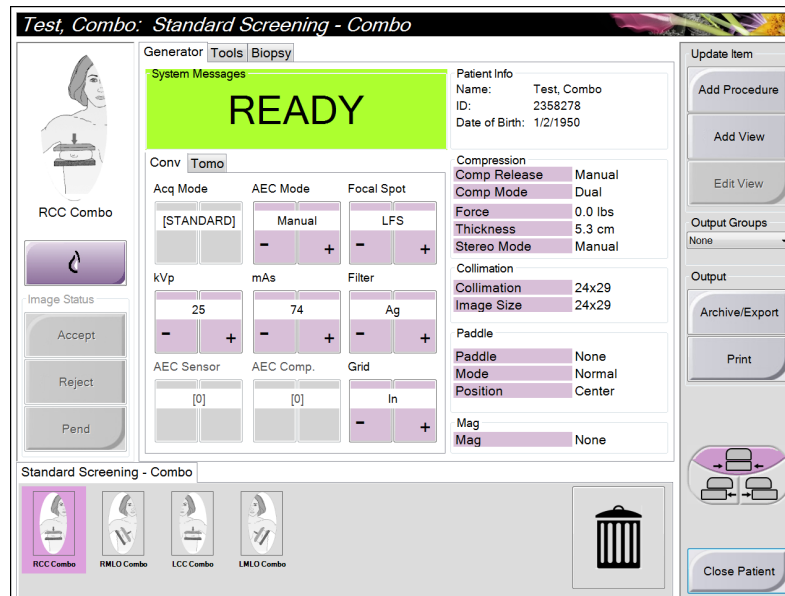 Test, Combo: Standard Screening - Combo
Generator Tools Biopsy
System Messages
READY
Patient Info
Name: Test, Combo
ID: 2358278
Date of Birth: 1/2/1950
RCC Combo
Image Status
Accept
Reject
Pend
Conv Tomo
Acq Mode AEC Mode Focal Spot
[STANDARD] Manual LFS
- + - +
kVp mAs Filter
25 74 Ag
- + - + - +
AEC Sensor AEC Comp. Grid
[0] [0] In
- +
Compression
Comp Release Manual
Comp Mode Dual
Force 0.0 lbs
Thickness 5.3 cm
Stereo Mode Manual
Collimation
Collimation 24x29
Image Size 24x29
Paddle
Paddle None
Mode Normal
Position Center
Mag
Mag None
Update Item
Add Procedure
Add View
Edit View
Output Groups
None
Output
Archive/Export
Print
Close Patient
Standard Screening - Combo
RCC Combo RMLO Combo LCC Combo LMLO Combo